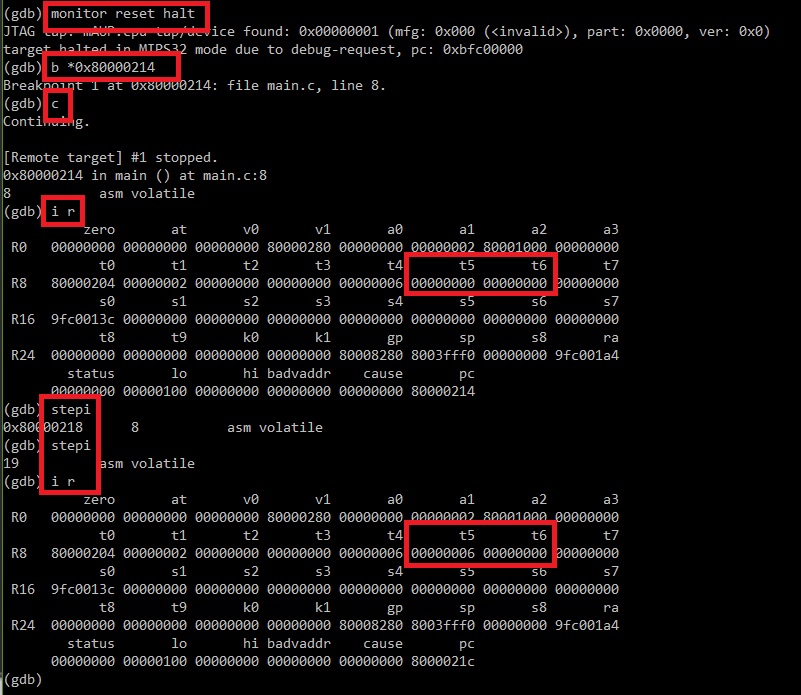 (gdb) monitor reset halt
JTAG tap: MAUP.cpu tap/device found: 0x00000001 (mfg: 0x000 (<invalid>), part: 0x0000, ver: 0x0)
target halted in MIPS32 mode due to debug-request, pc: 0xbfc00000
(gdb) b *0x80000214
Breakpoint 1 at 0x80000214: file main.c, line 8.
(gdb) c
Continuing.
[Remote target] #1 stopped.
0x80000214 in main () at main.c:8
8 asm volatile
(gdb) i r
zero at v0 v1 a0 a1 a2 a3
R0 00000000 00000000 00000000 80000280 00000000 00000002 80001000 00000000
t0 t1 t2 t3 t4 t5 t6 t7
R8 80000204 00000002 00000000 00000000 00000006 00000000 00000000 00000000
s0 s1 s2 s3 s4 s5 s6 s7
R16 9fc0013c 00000000 00000000 00000000 00000000 00000000 00000000 00000000
t8 t9 k0 k1 gp sp s8 ra
R24 00000000 00000000 00000000 00000000 80008280 8003fff0 00000000 9fc001a4
status lo hi badvaddr cause pc
00000000 00000100 00000000 00000000 00000000 80000214
(gdb) stepi
0x80000218 8 asm volatile
(gdb) stepi
19 asm volatile
(gdb) i r
zero at v0 v1 a0 a1 a2 a3
R0 00000000 00000000 00000000 80000280 00000000 00000002 80001000 00000000
t0 t1 t2 t3 t4 t5 t6 t7
R8 80000204 00000002 00000000 00000000 00000006 00000006 00000000 00000000
s0 s1 s2 s3 s4 s5 s6 s7
R16 9fc0013c 00000000 00000000 00000000 00000000 00000000 00000000 00000000
t8 t9 k0 k1 gp sp s8 ra
R24 00000000 00000000 00000000 00000000 80008280 8003fff0 00000000 9fc001a4
status lo hi badvaddr cause pc
00000000 00000100 00000000 00000000 00000000 8000021c
(gdb)